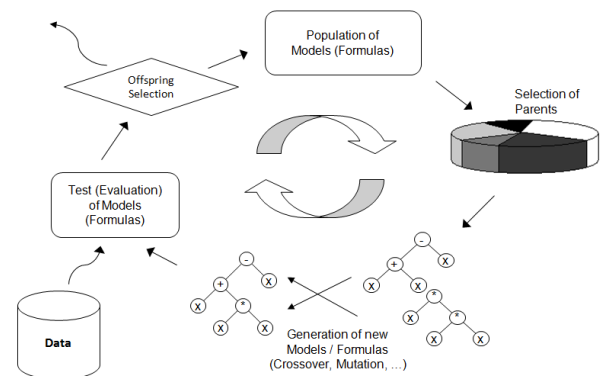 Population of
Models (Formulas)
Offspring
Selection
Selection of
Parents
Test (Evaluation)
of Models
(Formulas)
-
+
X
X
*
X
X
-
+
X
X
X
*
X
*
X
X
Data
Generation of new
Models / Formulas
(Crossover, Mutation, ...)